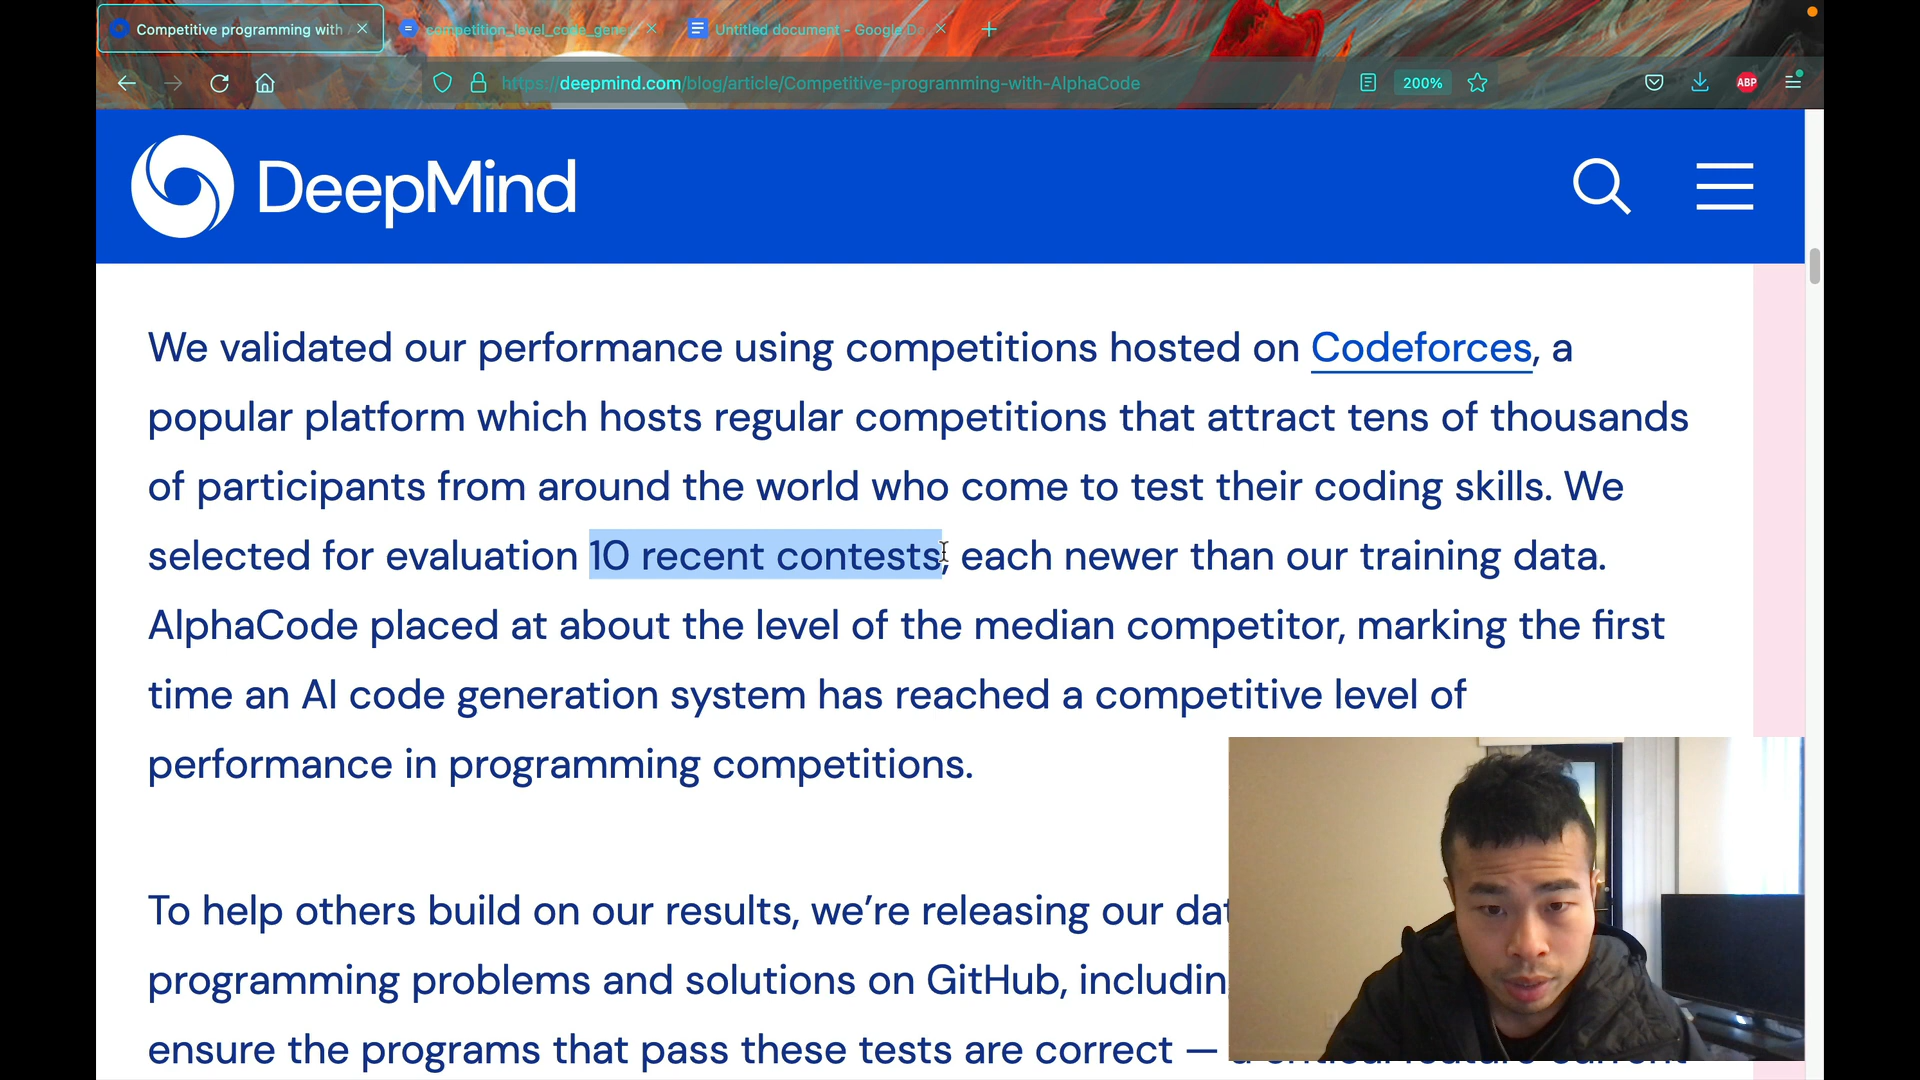 Competitive programming with
competition_level_code_gene
Untitled document - Google Do
https://deepmind.com/blog/article/Competitive-programming-with-AlphaCode
200%
ABP
DeepMind
We validated our performance using competitions hosted on Codeforces, a
popular platform which hosts regular competitions that attract tens of thousands
of participants from around the world who come to test their coding skills. We
selected for evaluation 10 recent contests, each newer than our training data.
AlphaCode placed at about the level of the median competitor, marking the first
time an AI code generation system has reached a competitive level of
performance in programming competitions.
To help others build on our results, we’re releasing our dat
programming problems and solutions on GitHub, includin
ensure the programs that pass these tests are correct —